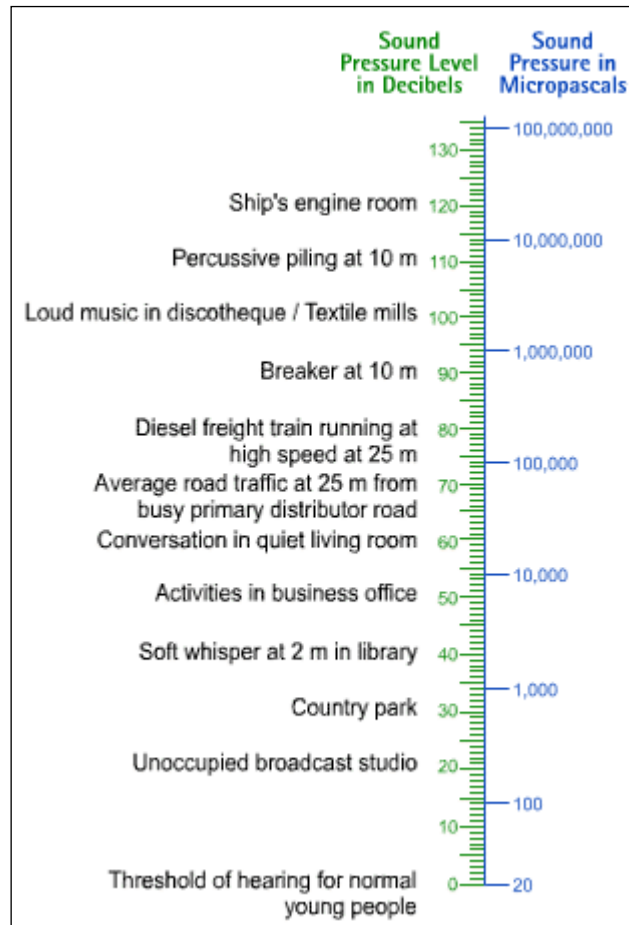 Sound
Pressure Level
in Decibels
Sound
Pressure in
Micropascals
100,000,000
130
Ship's engine room 120
10,000,000
Percussive piling at 10 m 110
Loud music in discotheque / Textile mills 100
1,000,000
Breaker at 10 m 90
Diesel freight train running at 80
high speed at 25 m
100,000
Average road traffic at 25 m from 70
busy primary distributor road
Conversation in quiet living room 60
10,000
Activities in business office 50
Soft whisper at 2 m in library 40
1,000
Country park 30
Unoccupied broadcast studio 20
100
10
Threshold of hearing for normal 0 20
young people